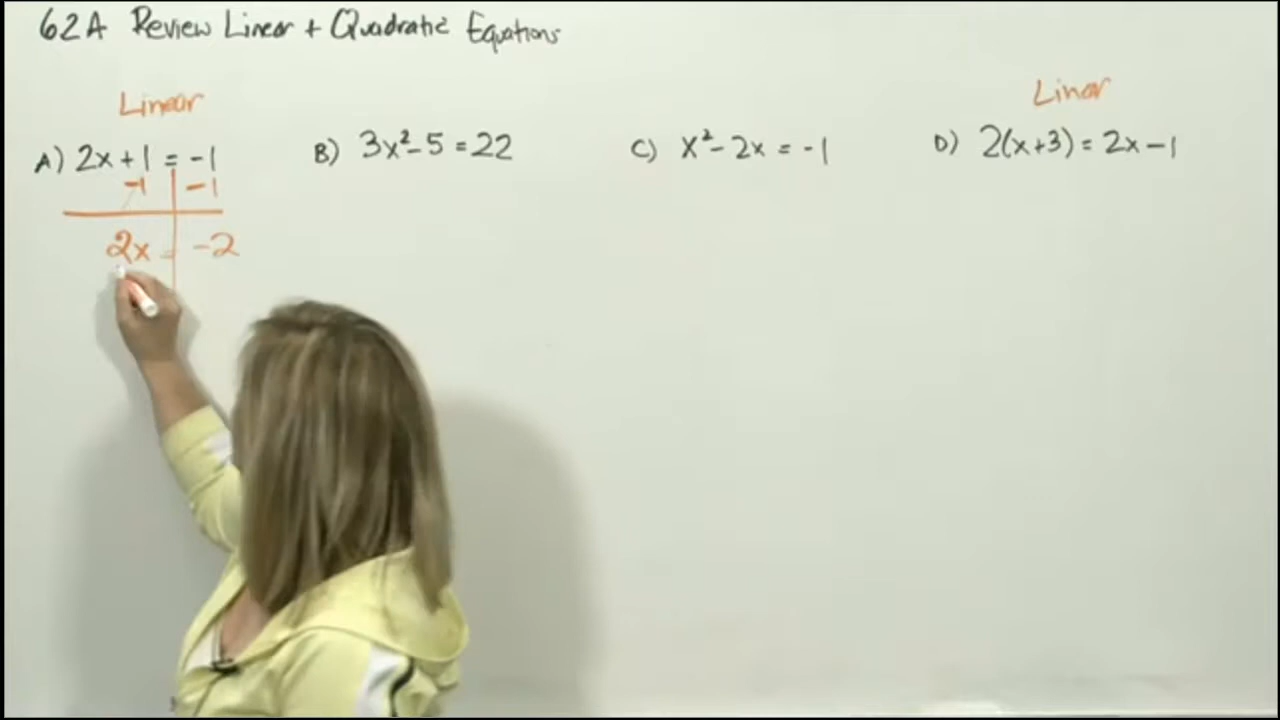 62A Review Linear + Quadratic Equations
Linear
A) 2x + 1 = -1
-1 | -1
2x = -2
B) 3x² - 5 = 22
C) x² - 2x = -1
Linear
D) 2(x+3) = 2x - 1